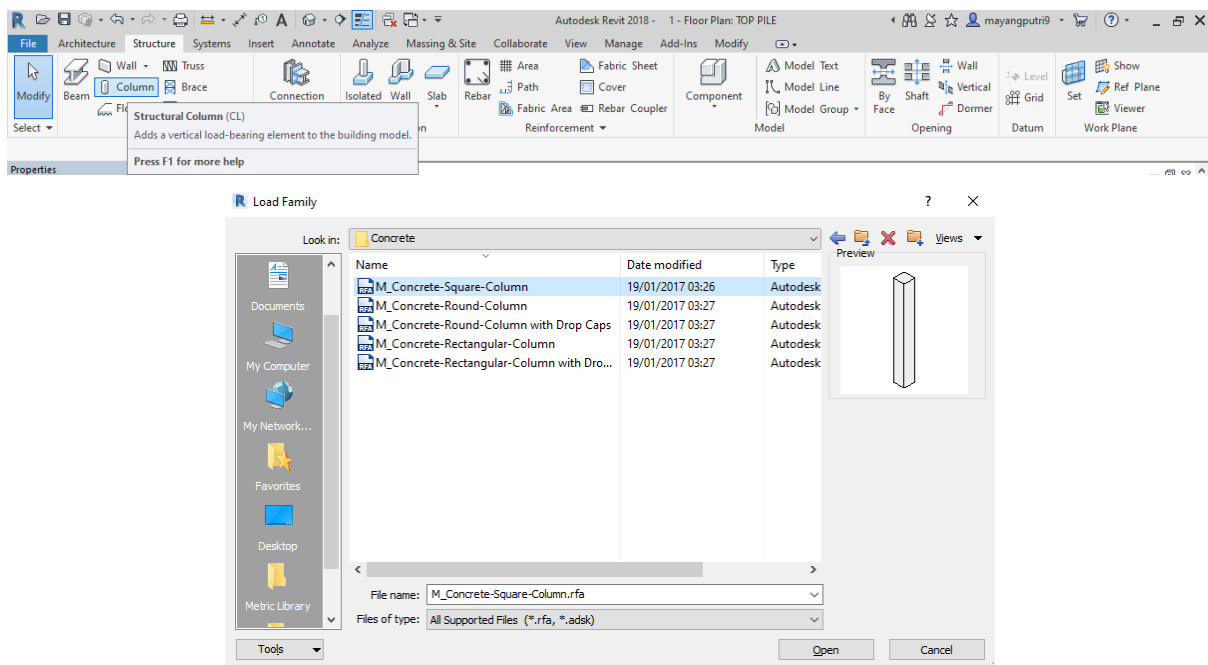 Autodesk Revit 2018 - 1 - Floor Plan: TOP PILE mayangputri9
File Architecture Structure Systems Insert Annotate Analyze Massing & Site Collaborate View Manage Add-Ins Modify
Wall Truss Area Fabric Sheet Model Text Wall Show
Level
Column Brace Path Cover Model Line Vertical Ref Plane
Modify Beam Connection Isolated Wall Slab Rebar Component By Shaft Grid Set
Fabric Area Rebar Coupler Model Group Face Dormer Viewer
Select Reinforcement Model Opening Datum Work Plane
Structural Column (CL)
Adds a vertical load-bearing element to the building model.
Press F1 for more help
Properties
Load Family
Look in: Concrete Views
Preview
Name Date modified Type
M_Concrete-Square-Column 19/01/2017 03:26 Autodesk
M_Concrete-Round-Column 19/01/2017 03:27 Autodesk
M_Concrete-Round-Column with Drop Caps 19/01/2017 03:27 Autodesk
M_Concrete-Rectangular-Column 19/01/2017 03:27 Autodesk
M_Concrete-Rectangular-Column with Dro... 19/01/2017 03:27 Autodesk
Documents
My Computer
My Network...
Favorites
Desktop
Metric Library
File name: M_Concrete-Square-Column.rfa
Files of type: All Supported Files (*.rfa, *.adsk)
Tools Open Cancel